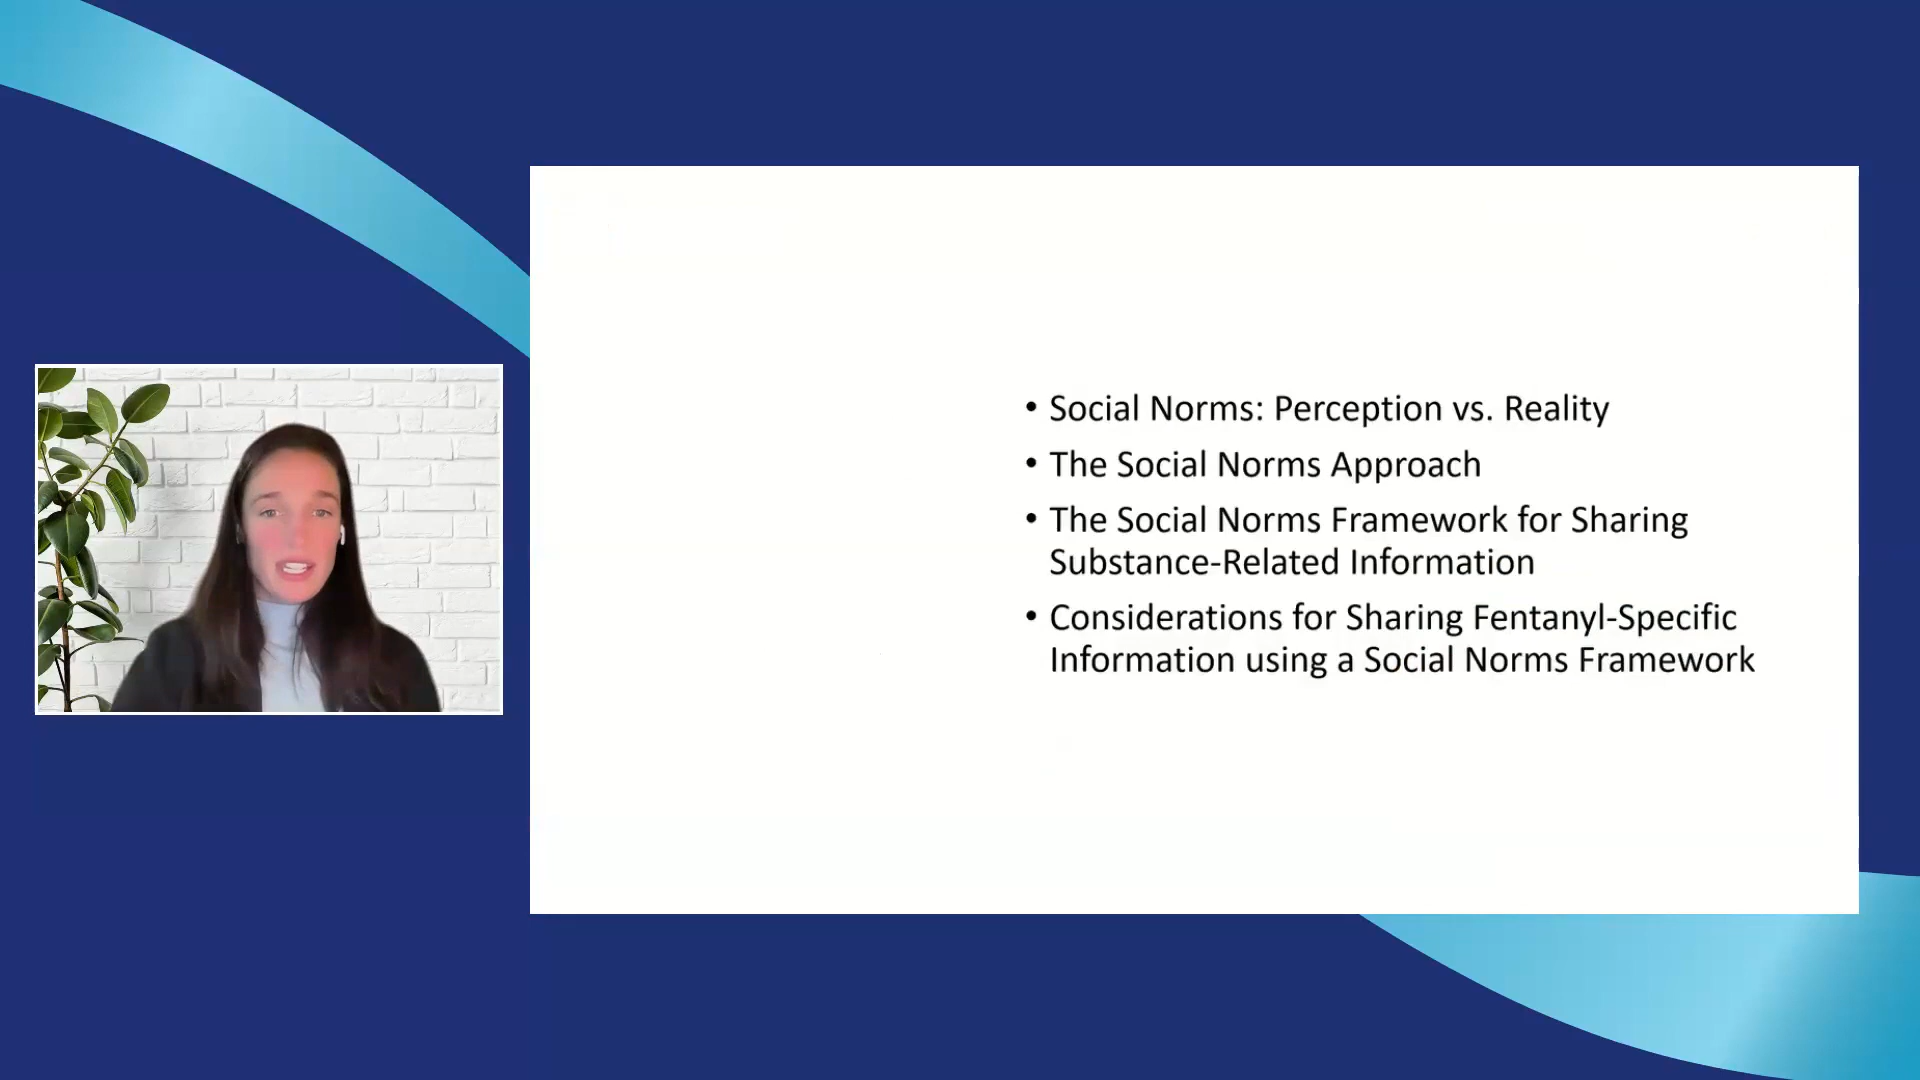 • Social Norms: Perception vs. Reality
• The Social Norms Approach
• The Social Norms Framework for Sharing
Substance-Related Information
• Considerations for Sharing Fentanyl-Specific
Information using a Social Norms Framework